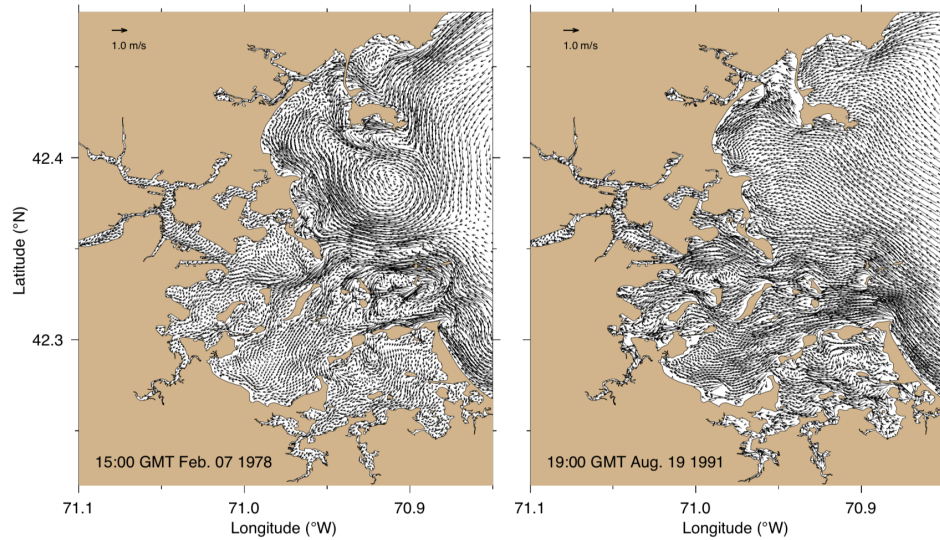 1.0 m/s
1.0 m/s
42.4
42.3
Latitude (°N)
15:00 GMT Feb. 07 1978
19:00 GMT Aug. 19 1991
71.1
71.0
70.9
71.1
71.0
70.9
Longitude (°W)
Longitude (°W)